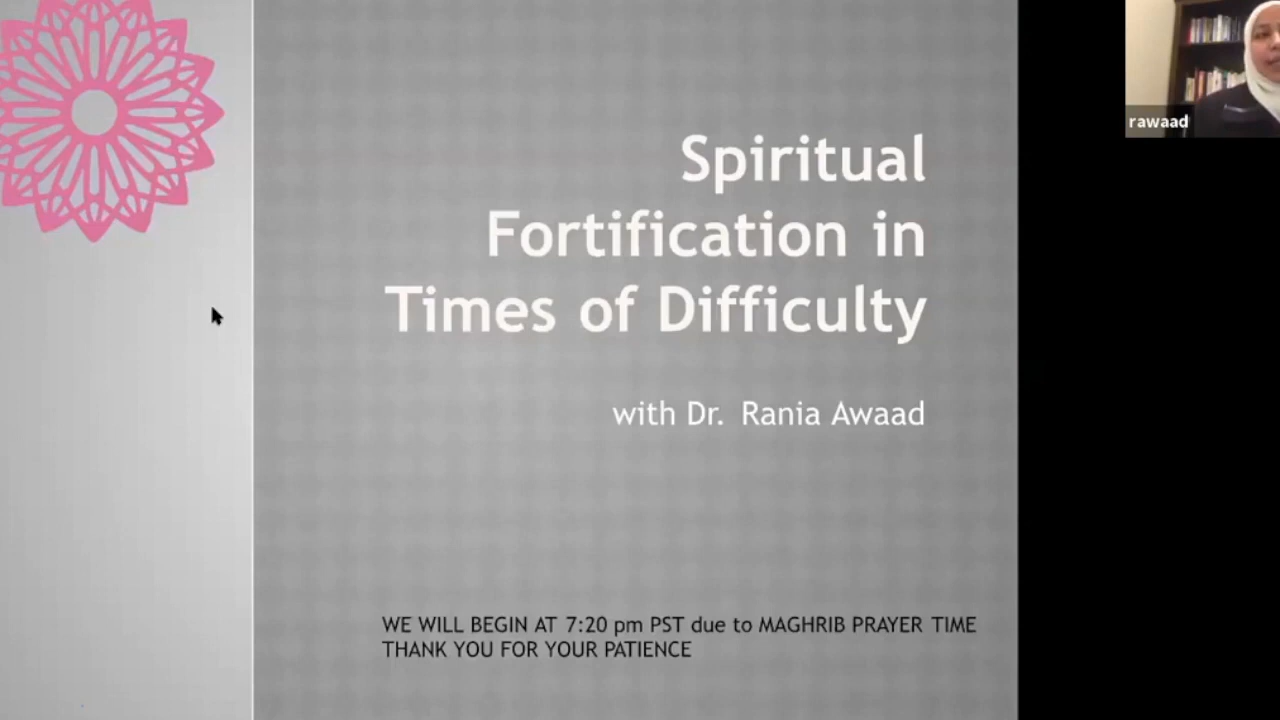 Spiritual
Fortification in
Times of Difficulty
with Dr. Rania Awaad
WE WILL BEGIN AT 7:20 pm PST due to MAGHRIB PRAYER TIME
THANK YOU FOR YOUR PATIENCE
rawaad